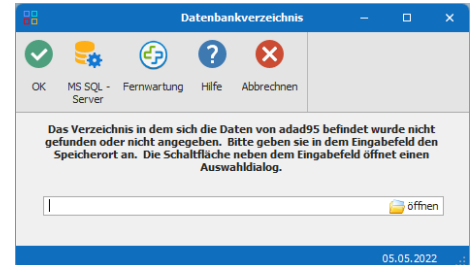 Datenbankverzeichnis
OK
MS SQL -
Server
Fernwartung
Hilfe
Abbrechnen
Das Verzeichnis in dem sich die Daten von adad95 befindet wurde nicht
gefunden oder nicht angegeben. Bitte geben sie in dem Eingabefeld den
Speicherort an. Die Schaltfläche neben dem Eingabefeld öffnet einen
Auswahldialog.
öffnen
05.05.2022